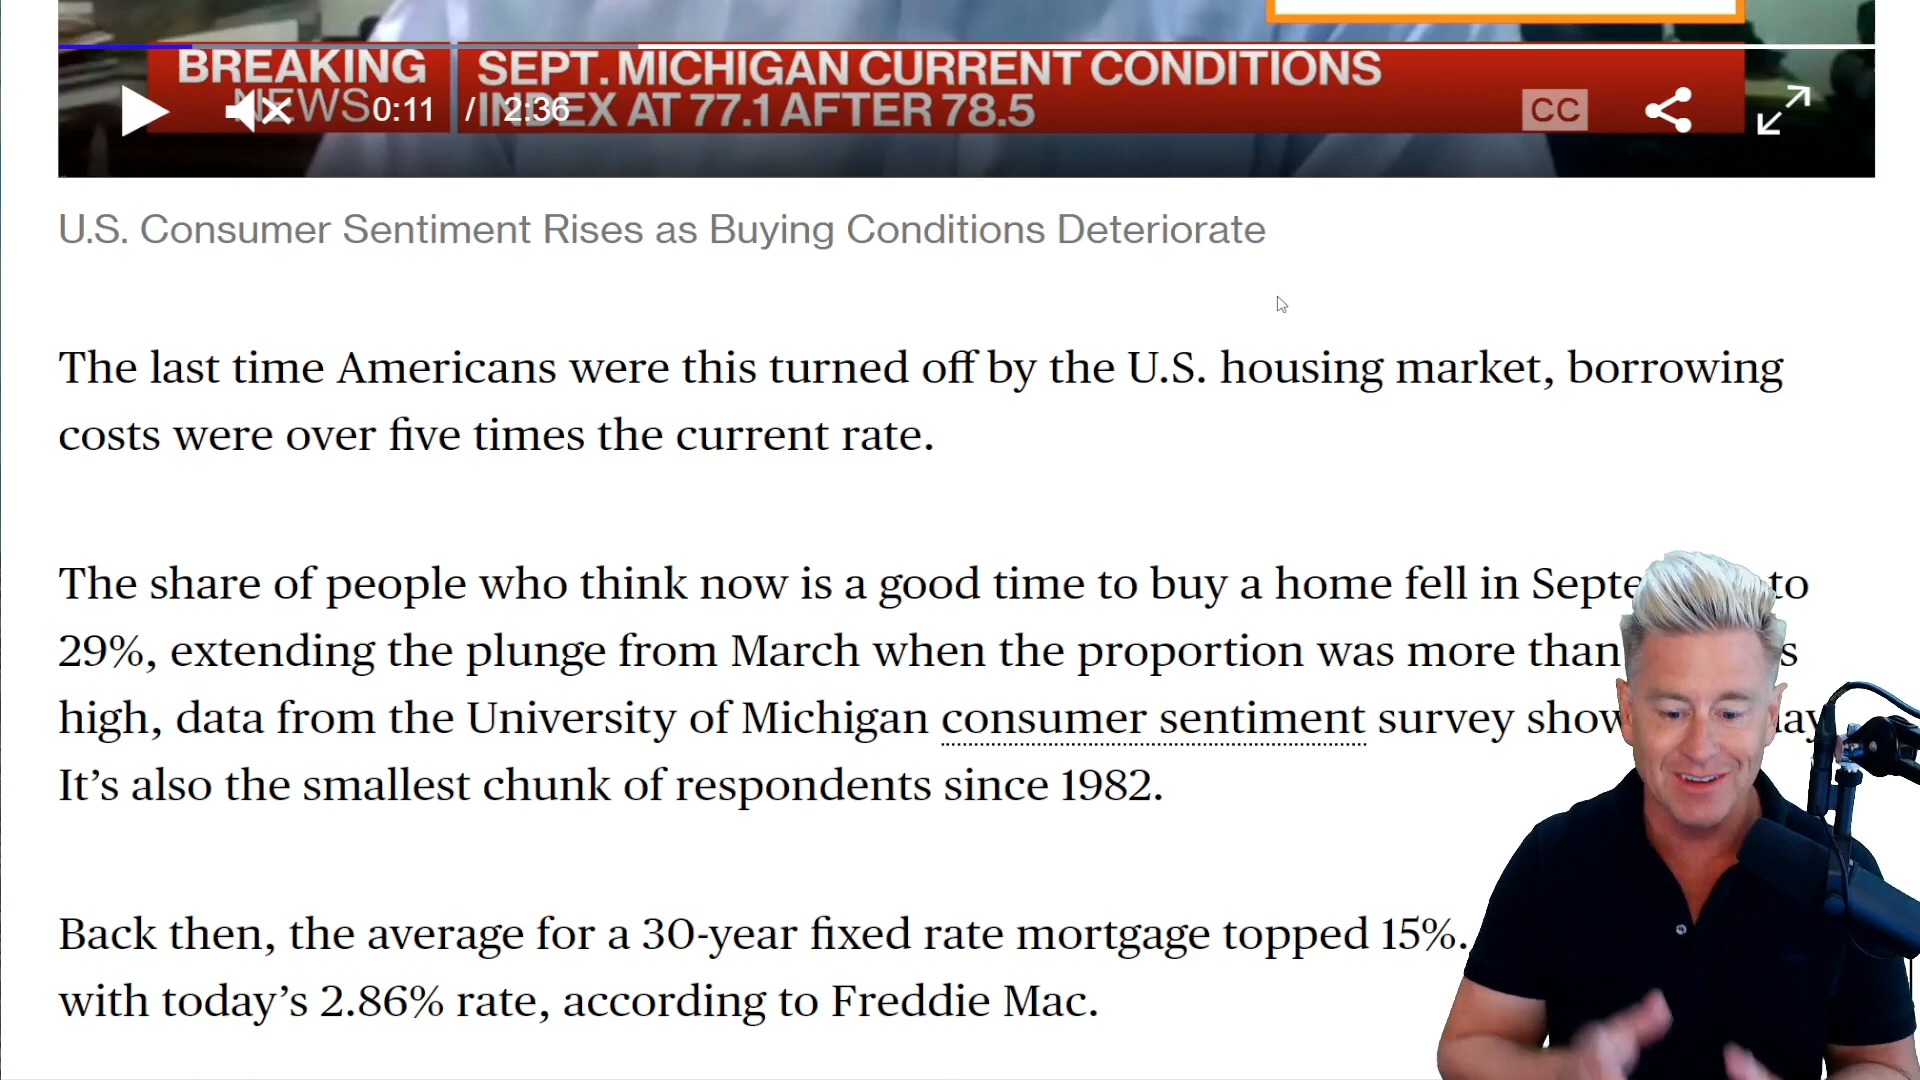 BREAKING
NEWS
SEPT. MICHIGAN CURRENT CONDITIONS
INDEX AT 77.1 AFTER 78.5
0:11 / 2:36
CC
U.S. Consumer Sentiment Rises as Buying Conditions Deteriorate
The last time Americans were this turned off by the U.S. housing market, borrowing
costs were over five times the current rate.
The share of people who think now is a good time to buy a home fell in to
29%, extending the plunge from March when the proportion was more than
high, data from the University of Michigan consumer sentiment survey
It’s also the smallest chunk of respondents since 1982.
Back then, the average for a 30-year fixed rate mortgage topped 15%.
with today’s 2.86% rate, according to Freddie Mac.